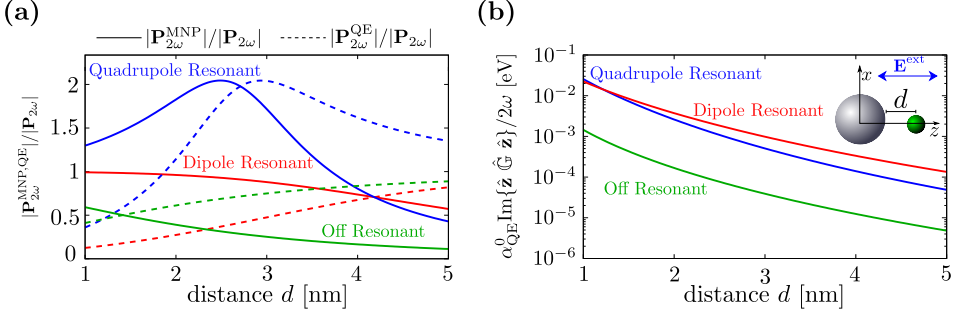 (a)
|P^MNP_2ω|/|P_2ω| |P^QE_2ω|/|P_2ω|
|P^MNP,QE_2ω|/|P_2ω|
2
1.5
1
0.5
0
Quadrupole Resonant
Dipole Resonant
Off Resonant
1 2 3 4 5
distance d [nm]
(b)
α^0_QE Im{ẑ 𝔾̂ ẑ}/2ω [eV]
10^−1
10^−2
10^−3
10^−4
10^−5
10^−6
Quadrupole Resonant
Dipole Resonant
Off Resonant
E^ext
x
d
z
1 2 3 4 5
distance d [nm]